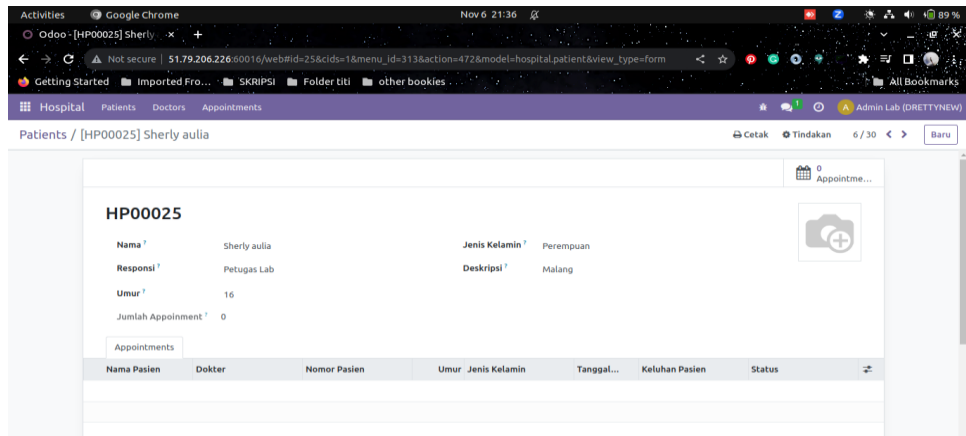 Activities Google Chrome Nov 6 21:36 89 %
Odoo - [HP00025] Sherly
Not secure | 51.79.206.226:60016/web#id=25&cids=1&menu_id=313&action=472&model=hospital.patient&view_type=form
Getting Started Imported Fro... SKRIPSI Folder titi other bookies All Bookmarks
Hospital Patients Doctors Appointments 1 A Admin Lab (DRETTYNEW)
Patients / [HP00025] Sherly aulia Cetak Tindakan 6 / 30 Baru
0
Appointme...
HP00025
Nama ? Sherly aulia Jenis Kelamin ? Perempuan
Responsi ? Petugas Lab Deskripsi ? Malang
Umur ? 16
Jumlah Appoinment ? 0
Appointments
Nama Pasien Dokter Nomor Pasien Umur Jenis Kelamin Tanggal... Keluhan Pasien Status